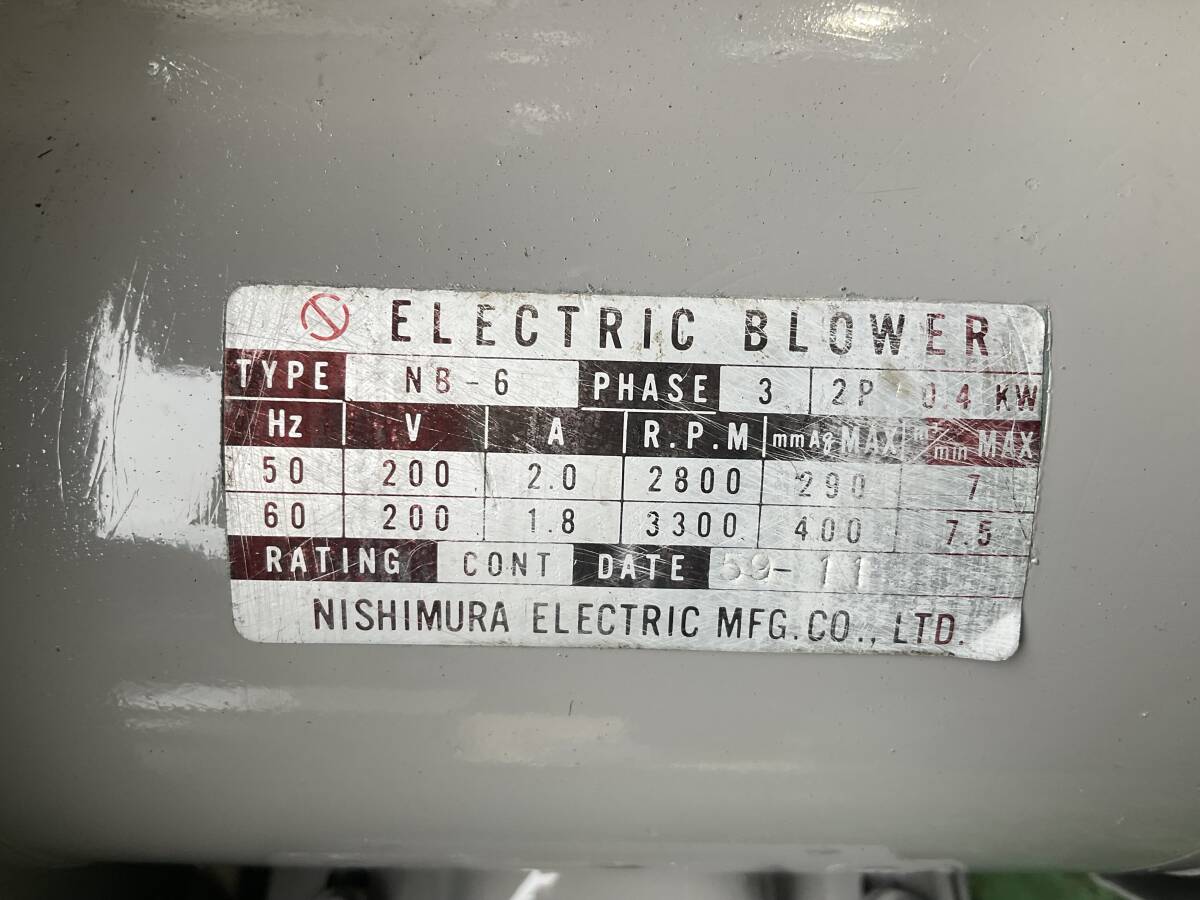 ELECTRIC BLOWER
TYPE NB-6 PHASE 3 2P 0.4 KW
Hz V A R.P.M mmAq MAX m³/min MAX
50 200 2.0 2800 290 7
60 200 1.8 3300 400 7.5
RATING CONT DATE 59-11
NISHIMURA ELECTRIC MFG.CO., LTD.